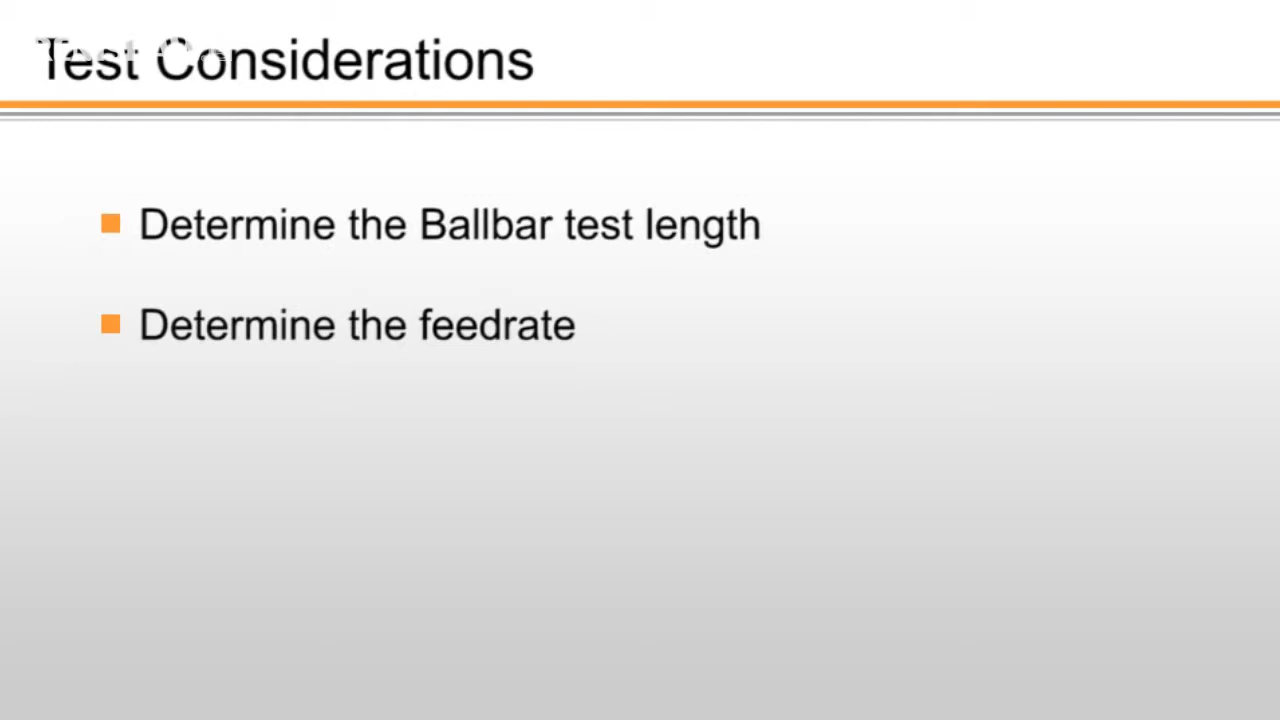 Test Considerations
Determine the Ballbar test length
Determine the feedrate